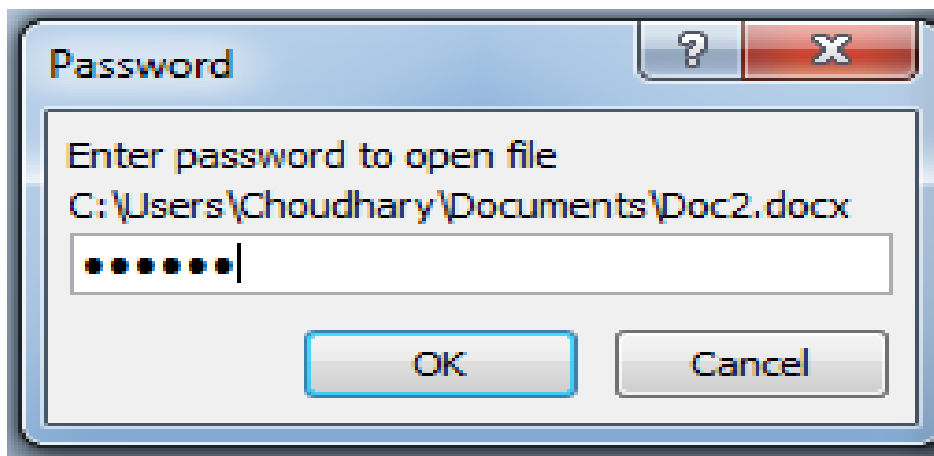 Password
Enter password to open file
C:\Users\Choudhary\Documents\Doc2.docx
••••••
OK Cancel